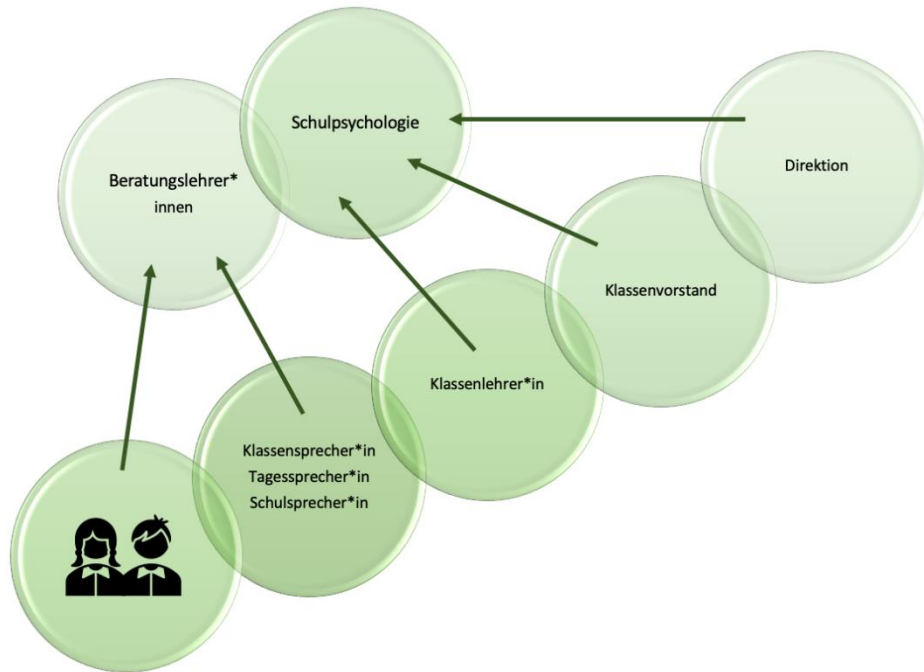 Schulpsychologie
Direktion
Beratungslehrer*
innen
Klassenvorstand
Klassenlehrer*in
Klassensprecher*in
Tagessprecher*in
Schulsprecher*in